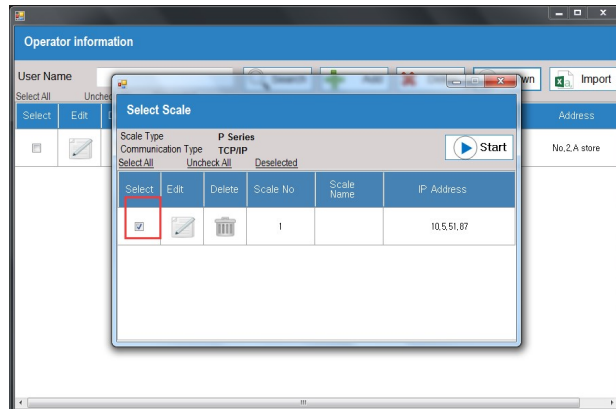 Operator information
User Name
Search
Add
wn
Import
Select All
Unche
Select
Edit
D
Address
No,2,A store
Select Scale
Scale Type P Series
Communication Type TCP/IP
Start
Select All Uncheck All Deselected
Select Edit Delete Scale No Scale Name IP Address
1 10,5,51,87